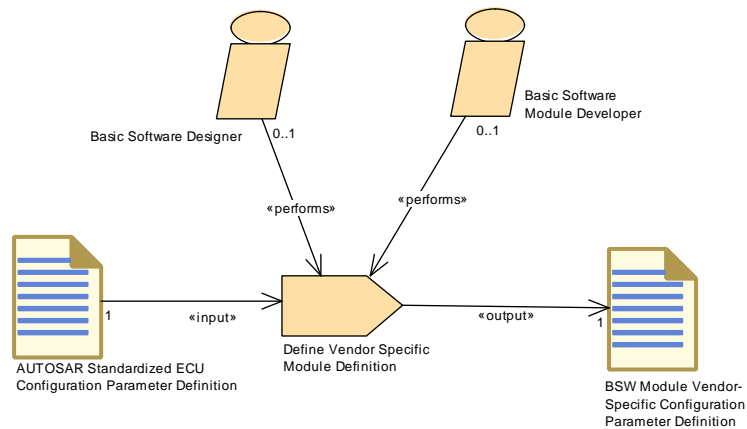 Basic Software Designer
0..1
Basic Software
Module Developer
0..1
«performs»
«performs»
1
«input»
«output»
1
AUTOSAR Standardized ECU
Configuration Parameter Definition
Define Vendor Specific
Module Definition
BSW Module Vendor-
Specific Configuration
Parameter Definition